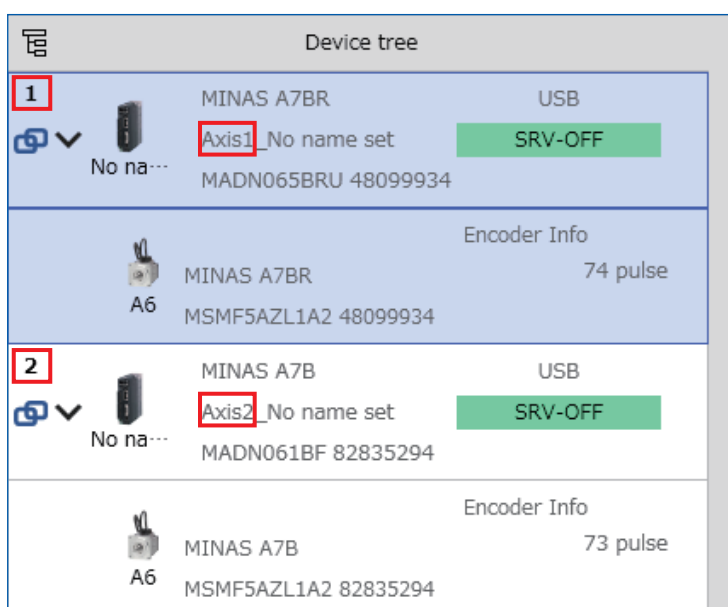 Device tree
1
MINAS A7BR USB
Axis1_No name set SRV-OFF
No na···
MADN065BRU 48099934
Encoder Info
MINAS A7BR 74 pulse
A6
MSMF5AZL1A2 48099934
2
MINAS A7B USB
Axis2_No name set SRV-OFF
No na···
MADN061BF 82835294
Encoder Info
MINAS A7B 73 pulse
A6
MSMF5AZL1A2 82835294